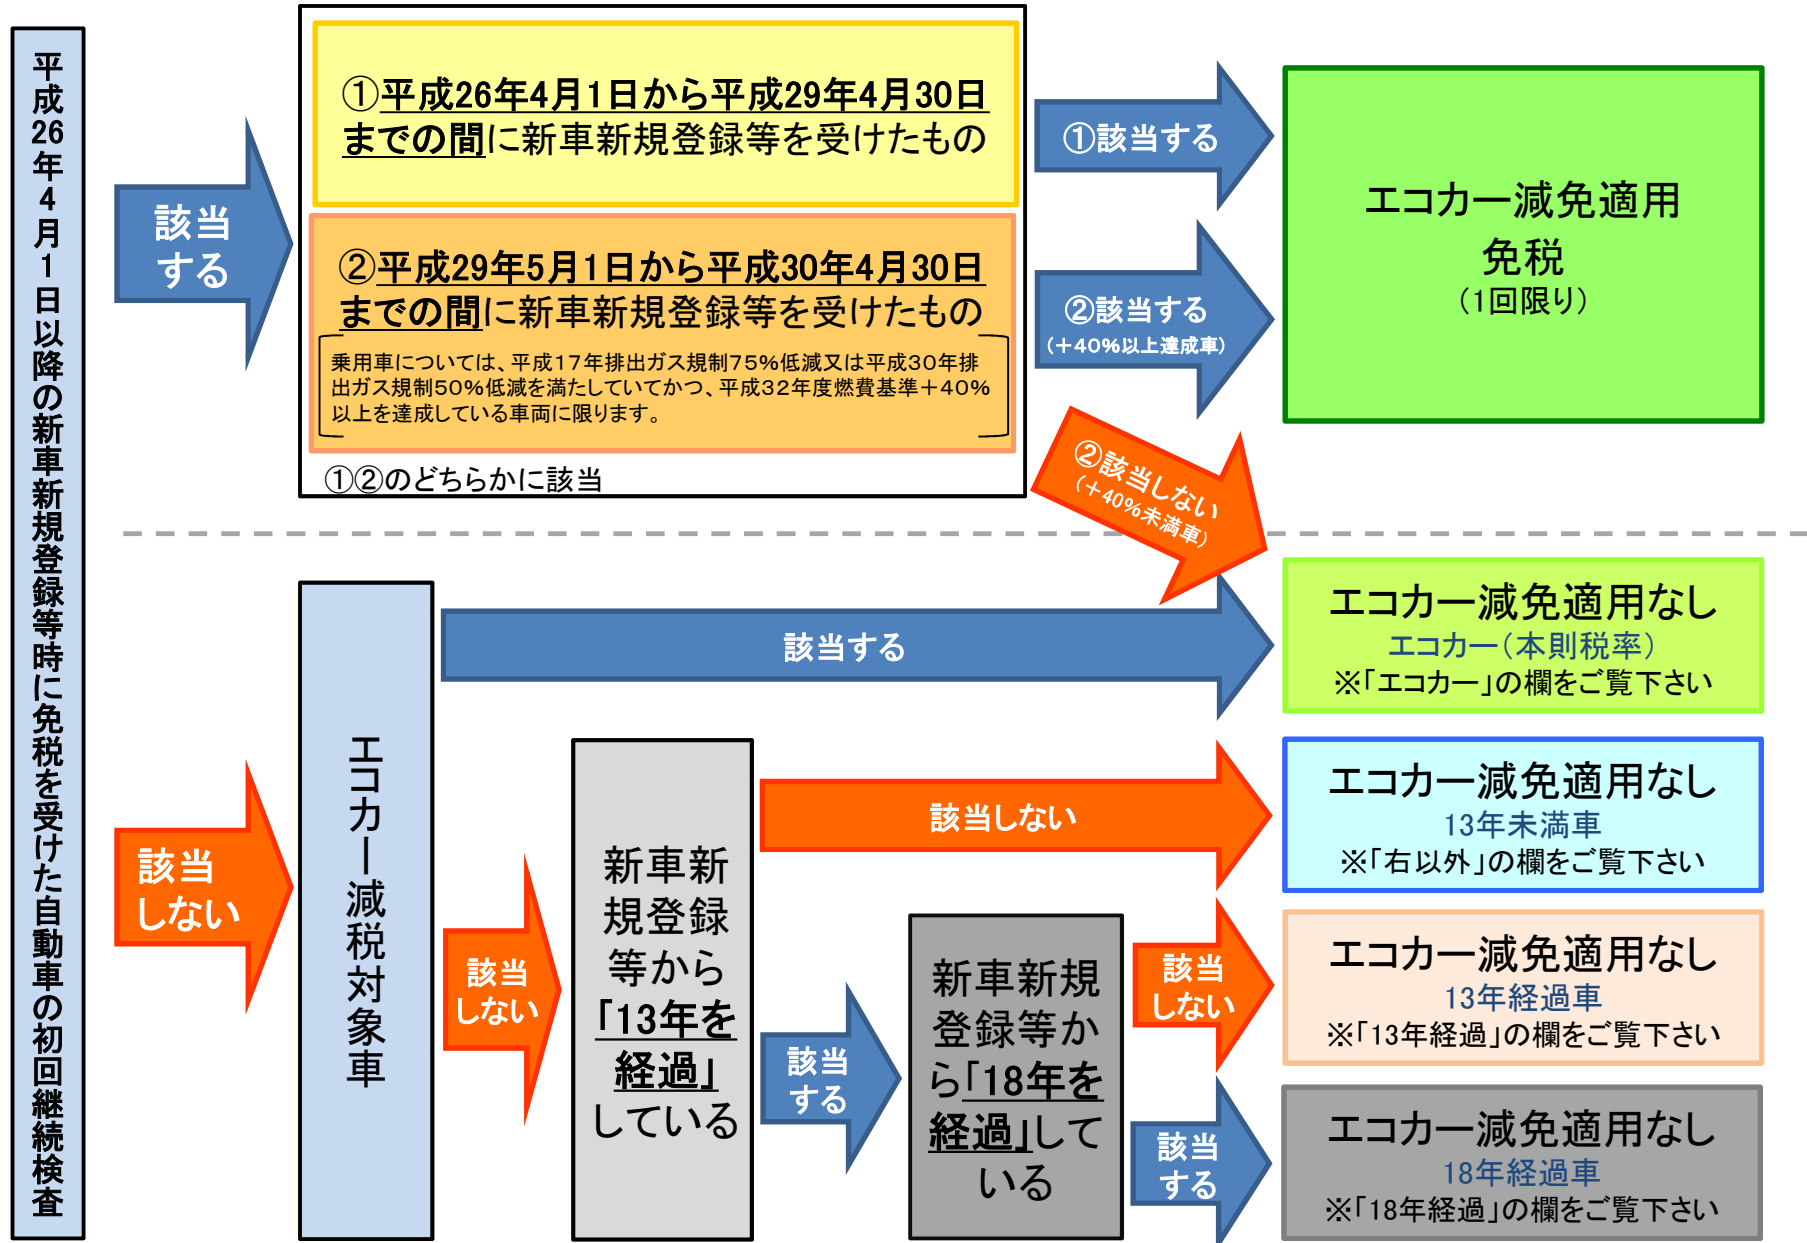 平成26年4月1日以降の新車新規登録等時に免税を受けた自動車の初回継続検査
該当
する
①平成26年4月1日から平成29年4月30日
までの間に新車新規登録等を受けたもの
②平成29年5月1日から平成30年4月30日
までの間に新車新規登録等を受けたもの
乗用車については、平成17年排出ガス規制75%低減又は平成30年排
出ガス規制50%低減を満たしていてかつ、平成32年度燃費基準+40%
以上を達成している車両に限ります。
①②のどちらかに該当
①該当する
②該当する
(+40%以上達成車)
②該当しない
(+40%未満車)
エコカー減免適用
免税
(1回限り)
該当
しない
エコカー減税対象車
該当する
エコカー減免適用なし
エコカー(本則税率)
※「エコカー」の欄をご覧下さい
該当
しない
新車新
規登録
等から
「13年を
経過」
している
該当しない
エコカー減免適用なし
13年未満車
※「右以外」の欄をご覧下さい
該当
する
新車新規
登録等か
ら「18年を
経過」して
いる
該当
しない
エコカー減免適用なし
13年経過車
※「13年経過」の欄をご覧下さい
該当
する
エコカー減免適用なし
18年経過車
※「18年経過」の欄をご覧下さい